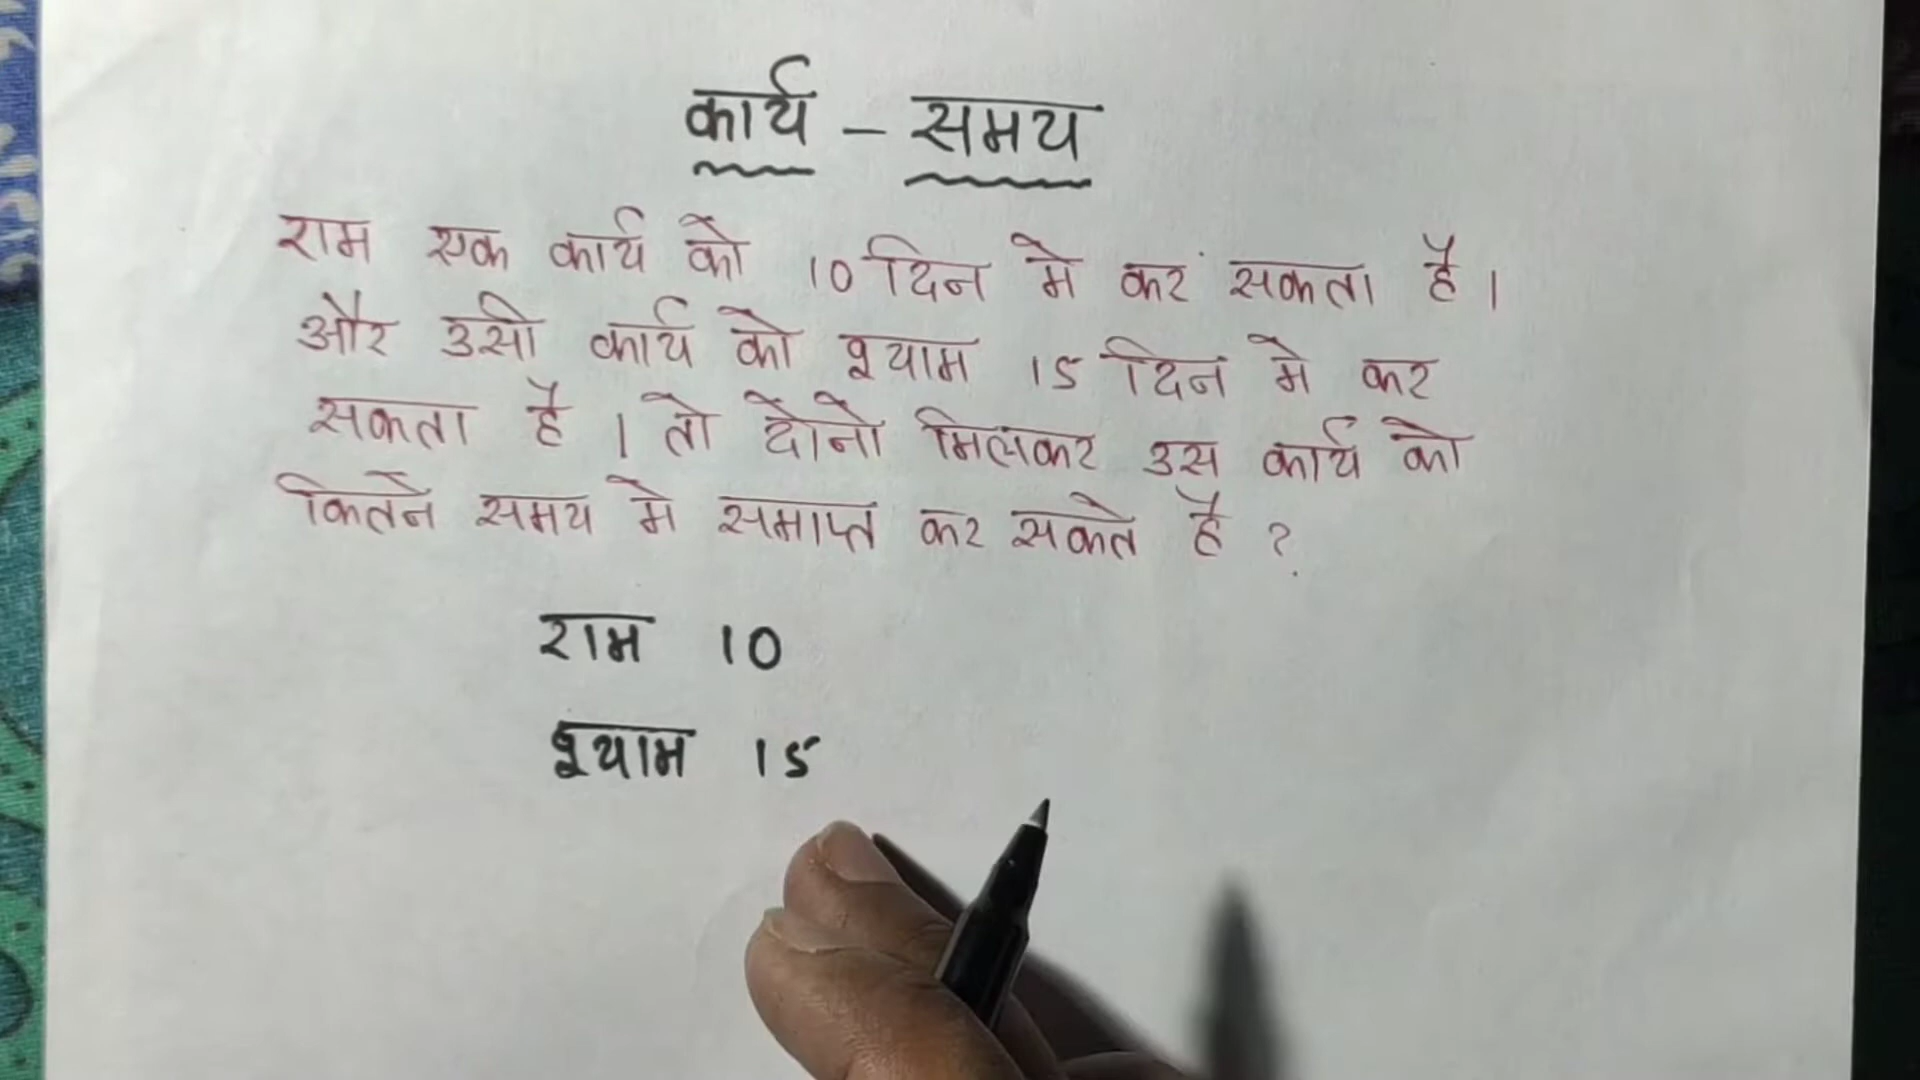 कार्य - समय
राम एक कार्य को 10 दिन मे कर सकता है।
और उसी कार्य को श्याम 15 दिन मे कर
सकता है। तो दोनो मिलकर उस कार्य को
कितने समय मे समाप्त कर सकते है ?
राम 10
श्याम 15